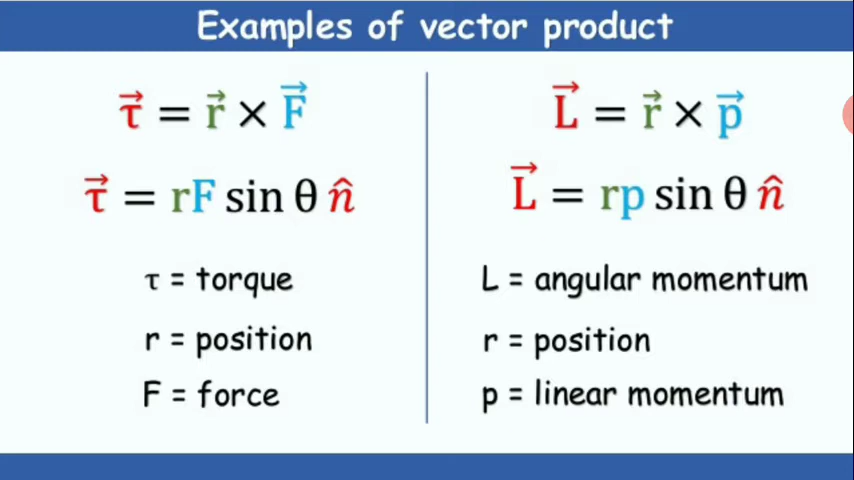 Examples of vector product
τ⃗ = r⃗ × F⃗
τ⃗ = rF sin θ n̂
τ = torque
r = position
F = force
L⃗ = r⃗ × p⃗
L⃗ = rp sin θ n̂
L = angular momentum
r = position
p = linear momentum